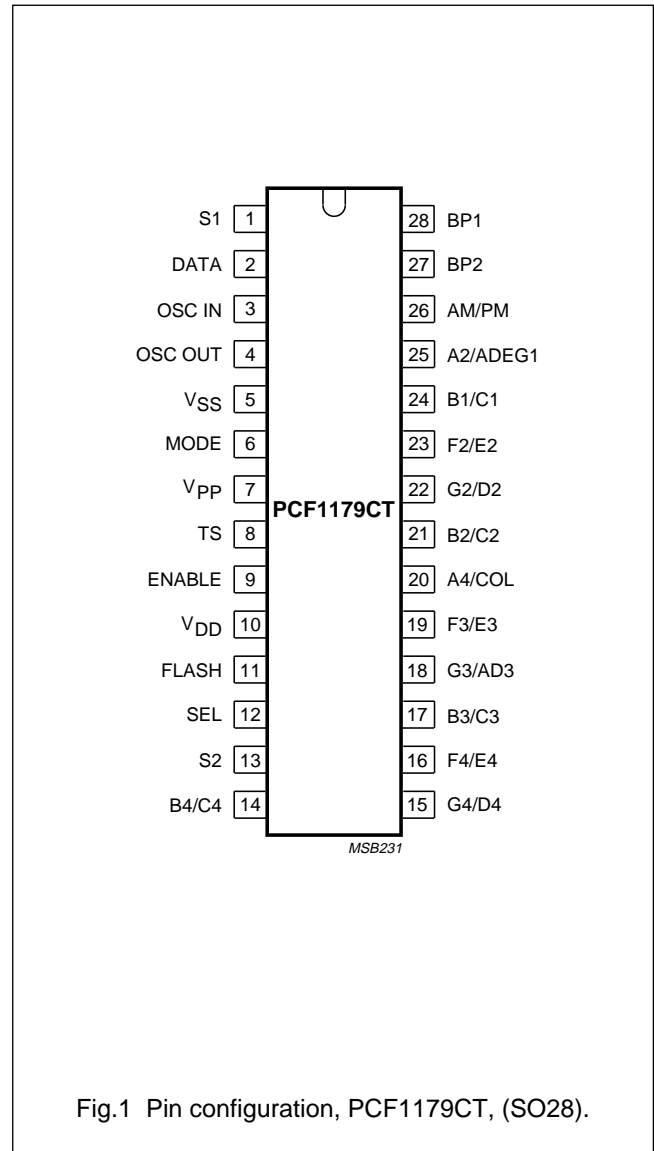 S1 1 28 BP1
DATA 2 27 BP2
OSC IN 3 26 AM/PM
OSC OUT 4 25 A2/ADEG1
VSS 5 24 B1/C1
MODE 6 23 F2/E2
VPP 7 22 G2/D2
PCF1179CT
TS 8 21 B2/C2
ENABLE 9 20 A4/COL
VDD 10 19 F3/E3
FLASH 11 18 G3/AD3
SEL 12 17 B3/C3
S2 13 16 F4/E4
B4/C4 14 15 G4/D4
MSB231
Fig.1 Pin configuration, PCF1179CT, (SO28).